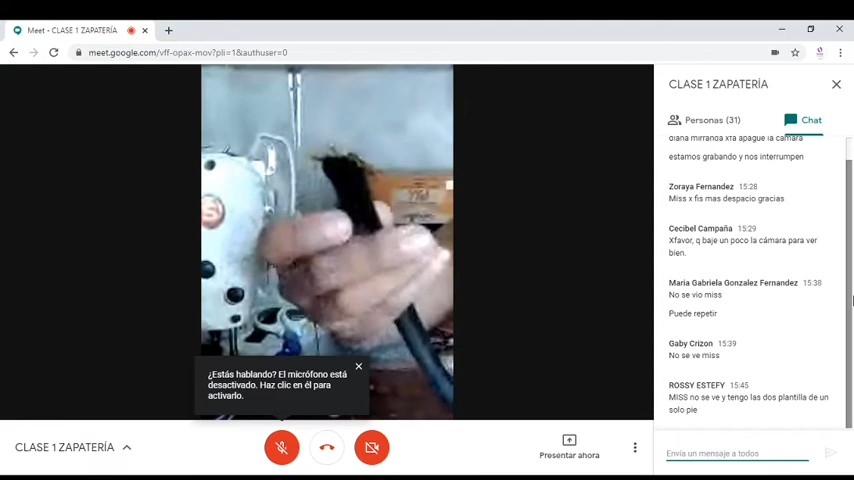 Meet - CLASE 1 ZAPATERÍA
meet.google.com/vff-opax-mov?pli=1&authuser=0
CLASE 1 ZAPATERÍA
Personas (31)
Chat
diana mirranda xfa apague la camara
estamos grabando y nos interrumpen
Zoraya Fernandez 15:28
Miss x fis mas despacio gracias
Cecibel Campaña 15:29
Xfavor, q baje un poco la cámara para ver
bien.
Maria Gabriela Gonzalez Fernandez 15:38
No se vio miss
Puede repetir
Gaby Crizon 15:39
No se ve miss
ROSSY ESTEFY 15:45
MISS no se ve y tengo las dos plantilla de un
solo pie
Envía un mensaje a todos
¿Estás hablando? El micrófono está
desactivado. Haz clic en él para
activarlo.
CLASE 1 ZAPATERÍA
Presentar ahora